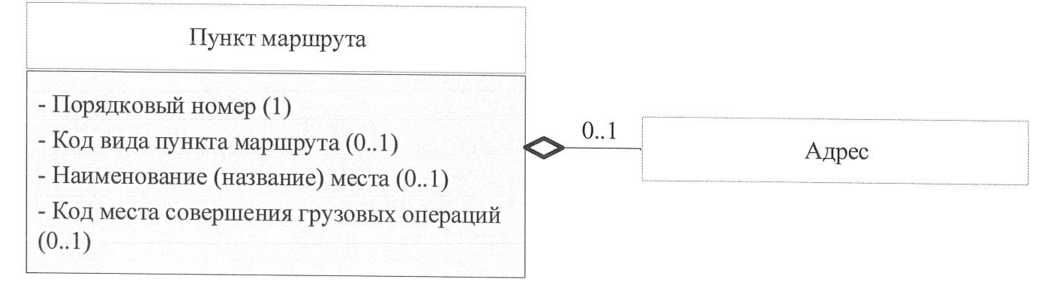 Пункт маршрута
- Порядковый номер (1)
- Код вида пункта маршрута (0..1)
- Наименование (название) места (0..1)
- Код места совершения грузовых операций
(0..1)
0..1
Адрес